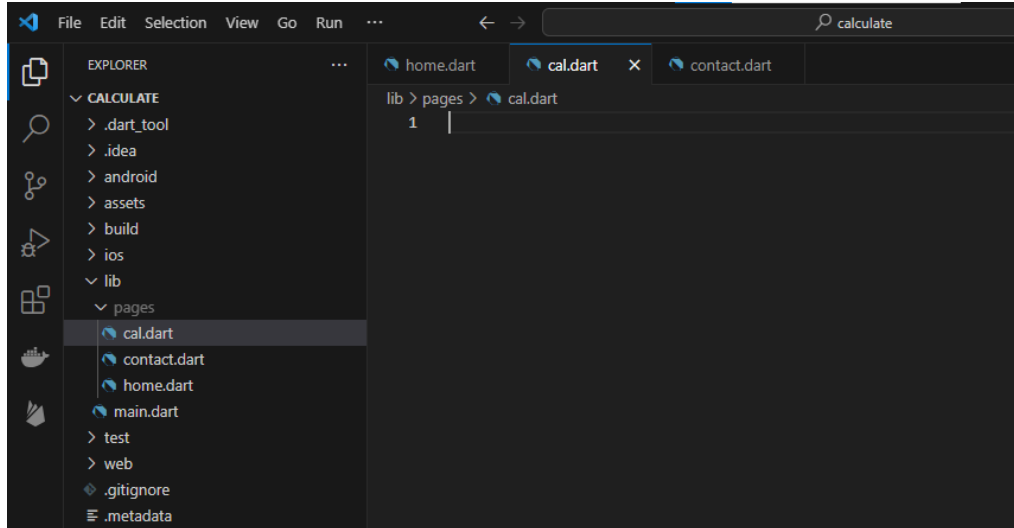 File Edit Selection View Go Run ... calculate
EXPLORER ...
CALCULATE
.dart_tool
.idea
android
assets
build
ios
lib
pages
cal.dart
contact.dart
home.dart
main.dart
test
web
.gitignore
.metadata
home.dart cal.dart contact.dart
lib > pages > cal.dart
1